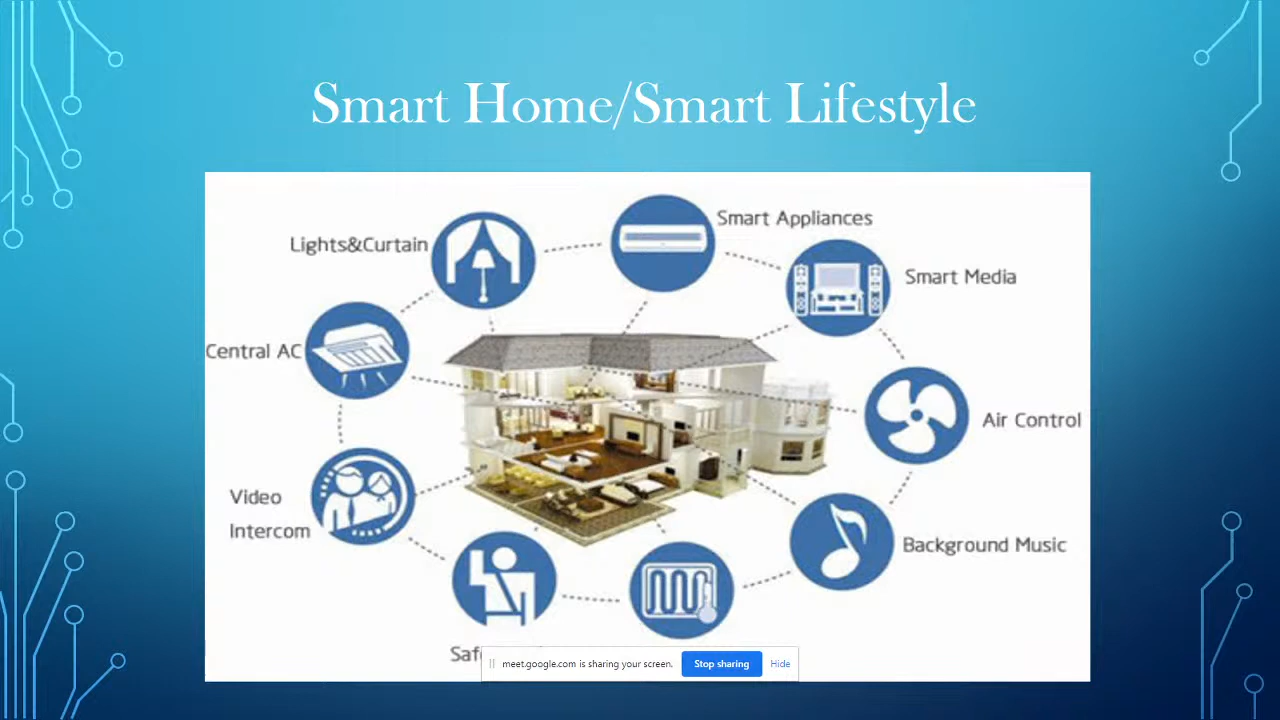 Smart Home/Smart Lifestyle
Smart Appliances
Lights&Curtain
Smart Media
Central AC
Air Control
Video
Intercom
Background Music
meet.google.com is sharing your screen.
Stop sharing
Hide